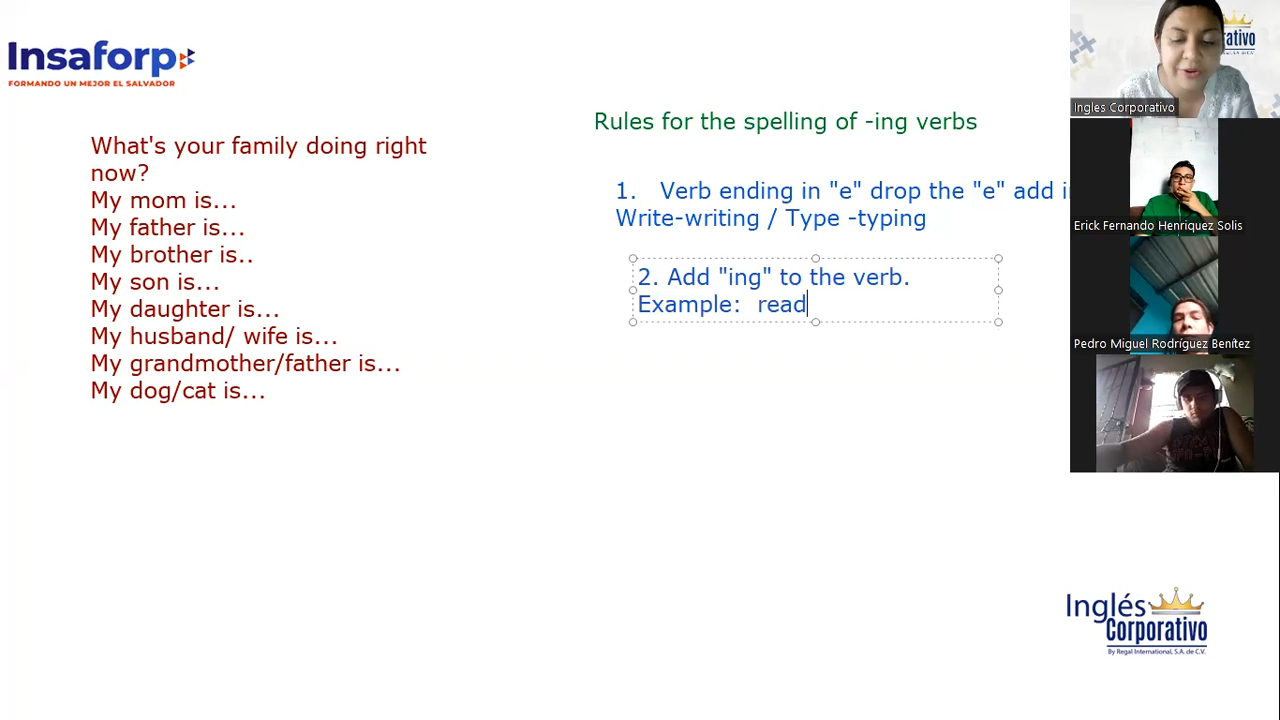 Insaforp
FORMANDO UN MEJOR EL SALVADOR
What's your family doing right
now?
My mom is...
My father is...
My brother is..
My son is...
My daughter is...
My husband/ wife is...
My grandmother/father is...
My dog/cat is...
Rules for the spelling of -ing verbs
1. Verb ending in "e" drop the "e" add
Write-writing / Type -typing
2. Add "ing" to the verb.
Example: read
Ingles Corporativo
Erick Fernando Henriquez Solis
Pedro Miguel Rodríguez Benítez
Inglés
Corporativo
By Regal International, S.A. de C.V.